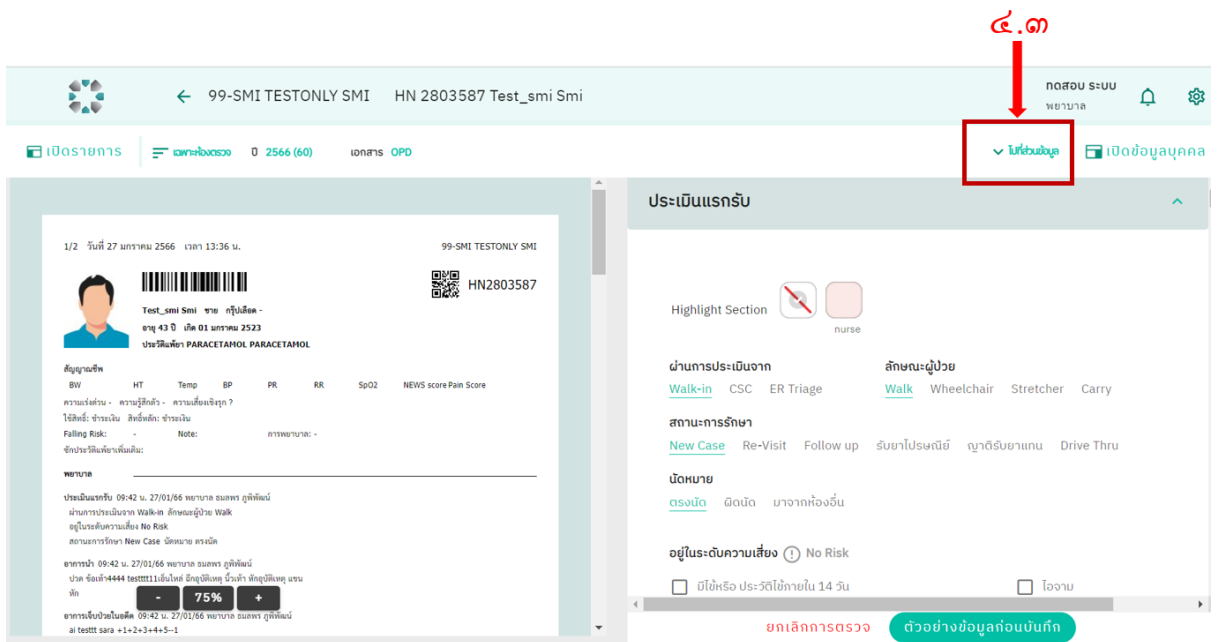 ๔.๓
99-SMI TESTONLY SMI HN 2803587 Test_smi Smi
ทดสอบ ระบบ
พยาบาล
เปิดรายการ เฉพาะห้องตรวจ ปี 2566 (60) เอกสาร OPD ไปที่ส่วนข้อมูล เปิดข้อมูลบุคคล
1/2 วันที่ 27 มกราคม 2566 เวลา 13:36 น. 99-SMI TESTONLY SMI
HN2803587
Test_smi Smi ชาย กรุ๊ปเลือด -
อายุ 43 ปี เกิด 01 มกราคม 2523
ประวัติแพ้ยา PARACETAMOL PARACETAMOL
สัญญาณชีพ
BW HT Temp BP PR RR SpO2 NEWS score Pain Score
ความเร่งด่วน - ความรู้สึกตัว - ความเสี่ยงเชิงรุก ?
ใช้สิทธิ์: ชำระเงิน สิทธิ์หลัก: ชำระเงิน
Falling Risk: - Note: การพยาบาล: -
ซักประวัติแพ้ยาเพิ่มเติม:
พยาบาล
ประเมินแรกรับ 09:42 น. 27/01/66 พยาบาล ธมลพร ภูพิพัฒน์
ผ่านการประเมินจาก Walk-in ลักษณะผู้ป่วย Walk
อยู่ในระดับความเสี่ยง No Risk
สถานะการรักษา New Case นัดหมาย ตรงนัด
อาการนำ 09:42 น. 27/01/66 พยาบาล ธมลพร ภูพิพัฒน์
ปวด ข้อเท้า4444 testttt11เอ็นไหล่ ฉีกอุบัติเหตุ นิ้วเท้า หักอุบัติเหตุ แขน
หัก
- 75% +
อาการเจ็บป่วยในอดีต 09:42 น. 27/01/66 พยาบาล ธมลพร ภูพิพัฒน์
ai testtt sara +1+2+3+4+5--1
ประเมินแรกรับ
Highlight Section
nurse
ผ่านการประเมินจาก ลักษณะผู้ป่วย
Walk-in CSC ER Triage Walk Wheelchair Stretcher Carry
สถานะการรักษา
New Case Re-Visit Follow up รับยาไปรษณีย์ ญาติรับยาแทน Drive Thru
นัดหมาย
ตรงนัด ผิดนัด มาจากห้องอื่น
อยู่ในระดับความเสี่ยง No Risk
มีไข้หรือ ประวัติไข้ภายใน 14 วัน ไอจาม
ยกเลิกการตรวจ ตัวอย่างข้อมูลก่อนบันทึก